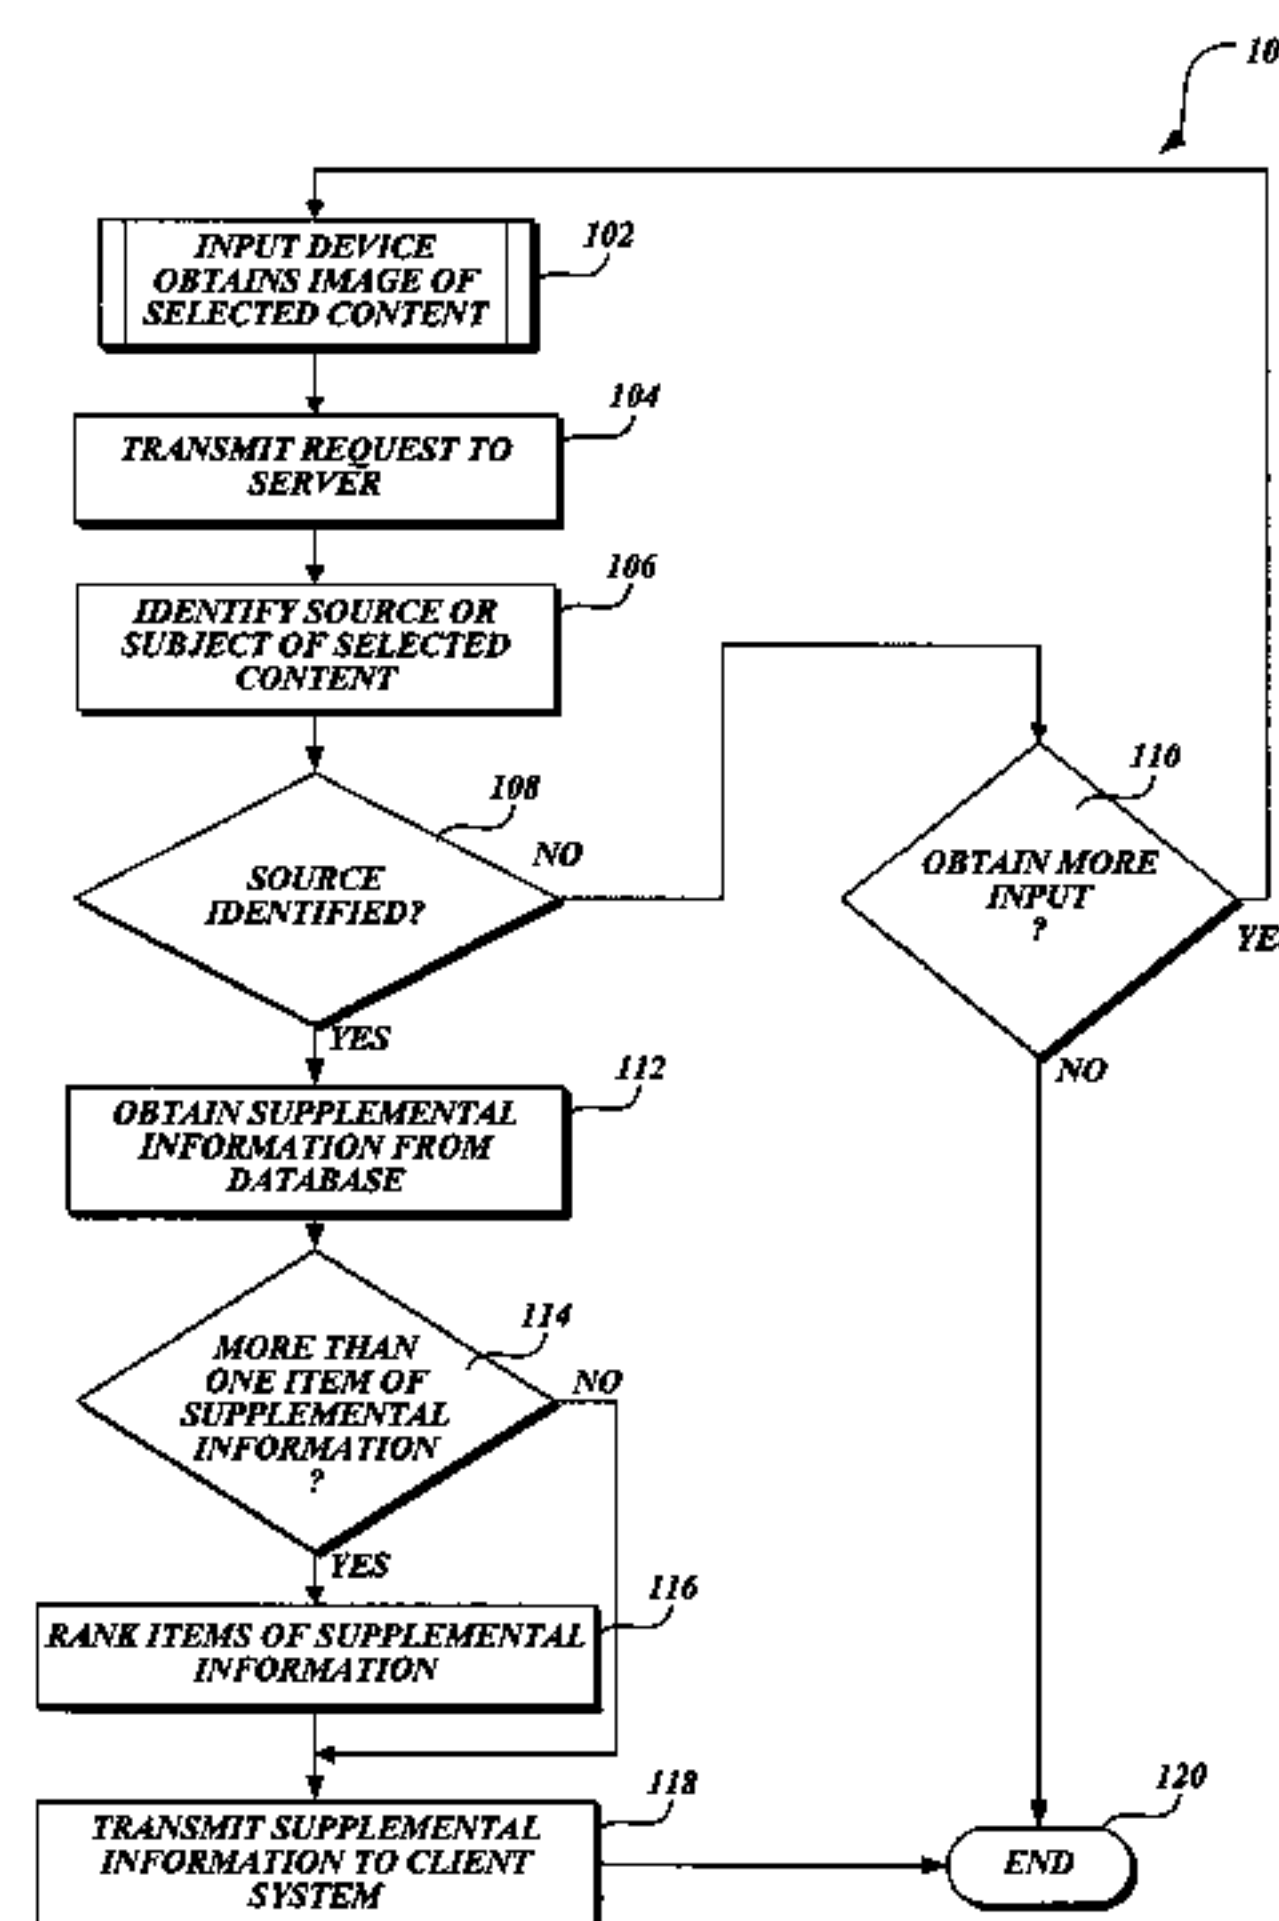 10
INPUT DEVICE
OBTAINS IMAGE OF
SELECTED CONTENT
102
TRANSMIT REQUEST TO
SERVER
104
IDENTIFY SOURCE OR
SUBJECT OF SELECTED
CONTENT
106
SOURCE
IDENTIFIED?
108
NO
YES
OBTAIN MORE
INPUT
?
110
YE
NO
OBTAIN SUPPLEMENTAL
INFORMATION FROM
DATABASE
112
MORE THAN
ONE ITEM OF
SUPPLEMENTAL
INFORMATION
?
114
NO
YES
RANK ITEMS OF SUPPLEMENTAL
INFORMATION
116
TRANSMIT SUPPLEMENTAL
INFORMATION TO CLIENT
SYSTEM
118
END
120